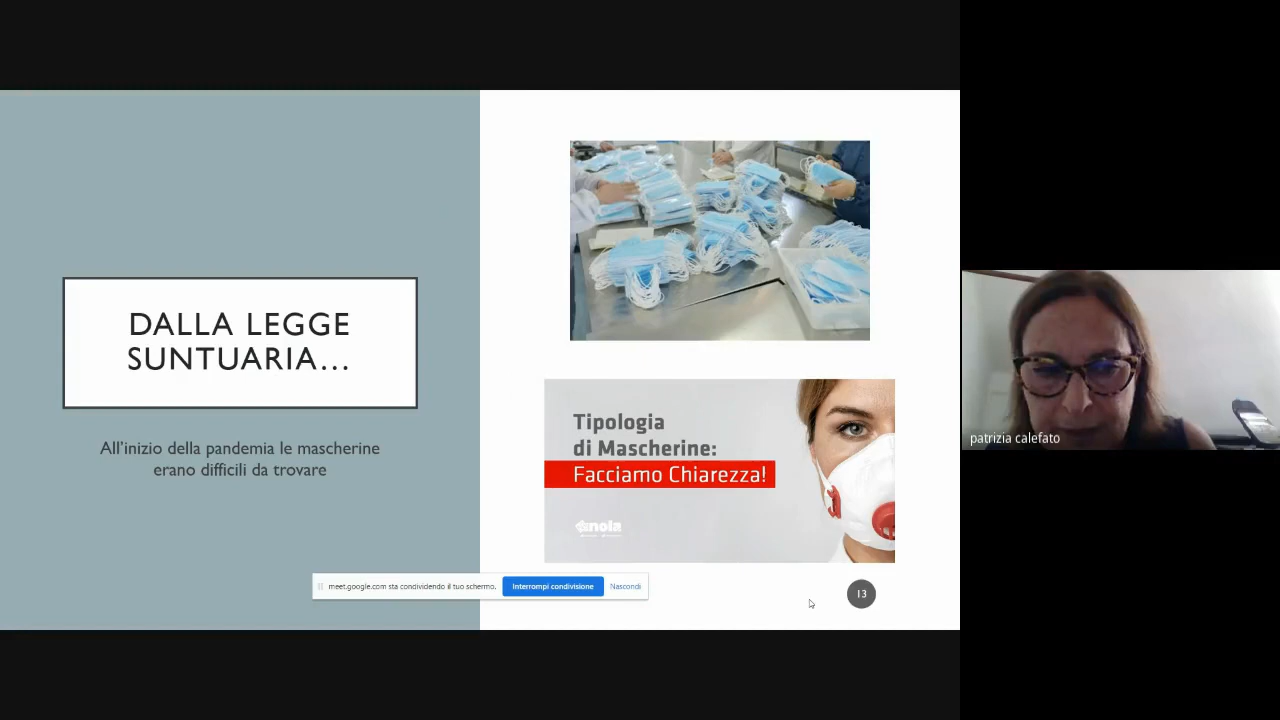 DALLA LEGGE
SUNTUARIA...
All'inizio della pandemia le mascherine
erano difficili da trovare
Tipologia
di Mascherine:
Facciamo Chiarezza!
nola
meet.google.com sta condividendo il tuo schermo.
Interrompi condivisione
Nascondi
13
patrizia calefato